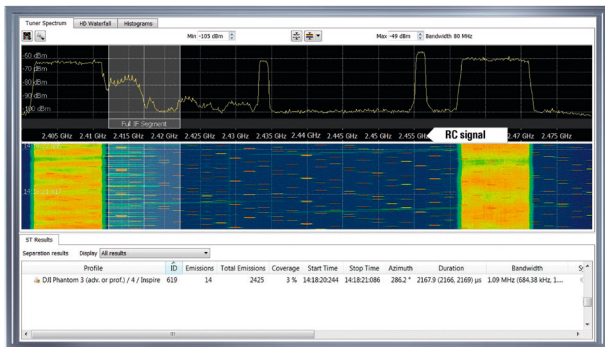 Tuner Spectrum HD Waterfall Histograms
Min -105 dBm Max -49 dBm Bandwidth 80 MHz
-60 dBm
-70 dBm
-80 dBm
-90 dBm
-100 dBm
Full IF Segment
2.405 GHz 2.41 GHz 2.415 GHz 2.42 GHz 2.425 GHz 2.43 GHz 2.435 GHz 2.44 GHz 2.445 GHz 2.45 GHz 2.455 GHz RC signal 2.47 GHz 2.475 GHz
ST Results
Separation results Display All results
Profile ID Emissions Total Emissions Coverage Start Time Stop Time Azimuth Duration Bandwidth
DJI Phantom 3 (adv. or prof.) / 4 / Inspire 619 14 2425 3 % 14:18:20:244 14:18:21:086 286.2 ° 2167.9 (2166, 2169) μs 1.09 MHz (684.38 kHz, 1....